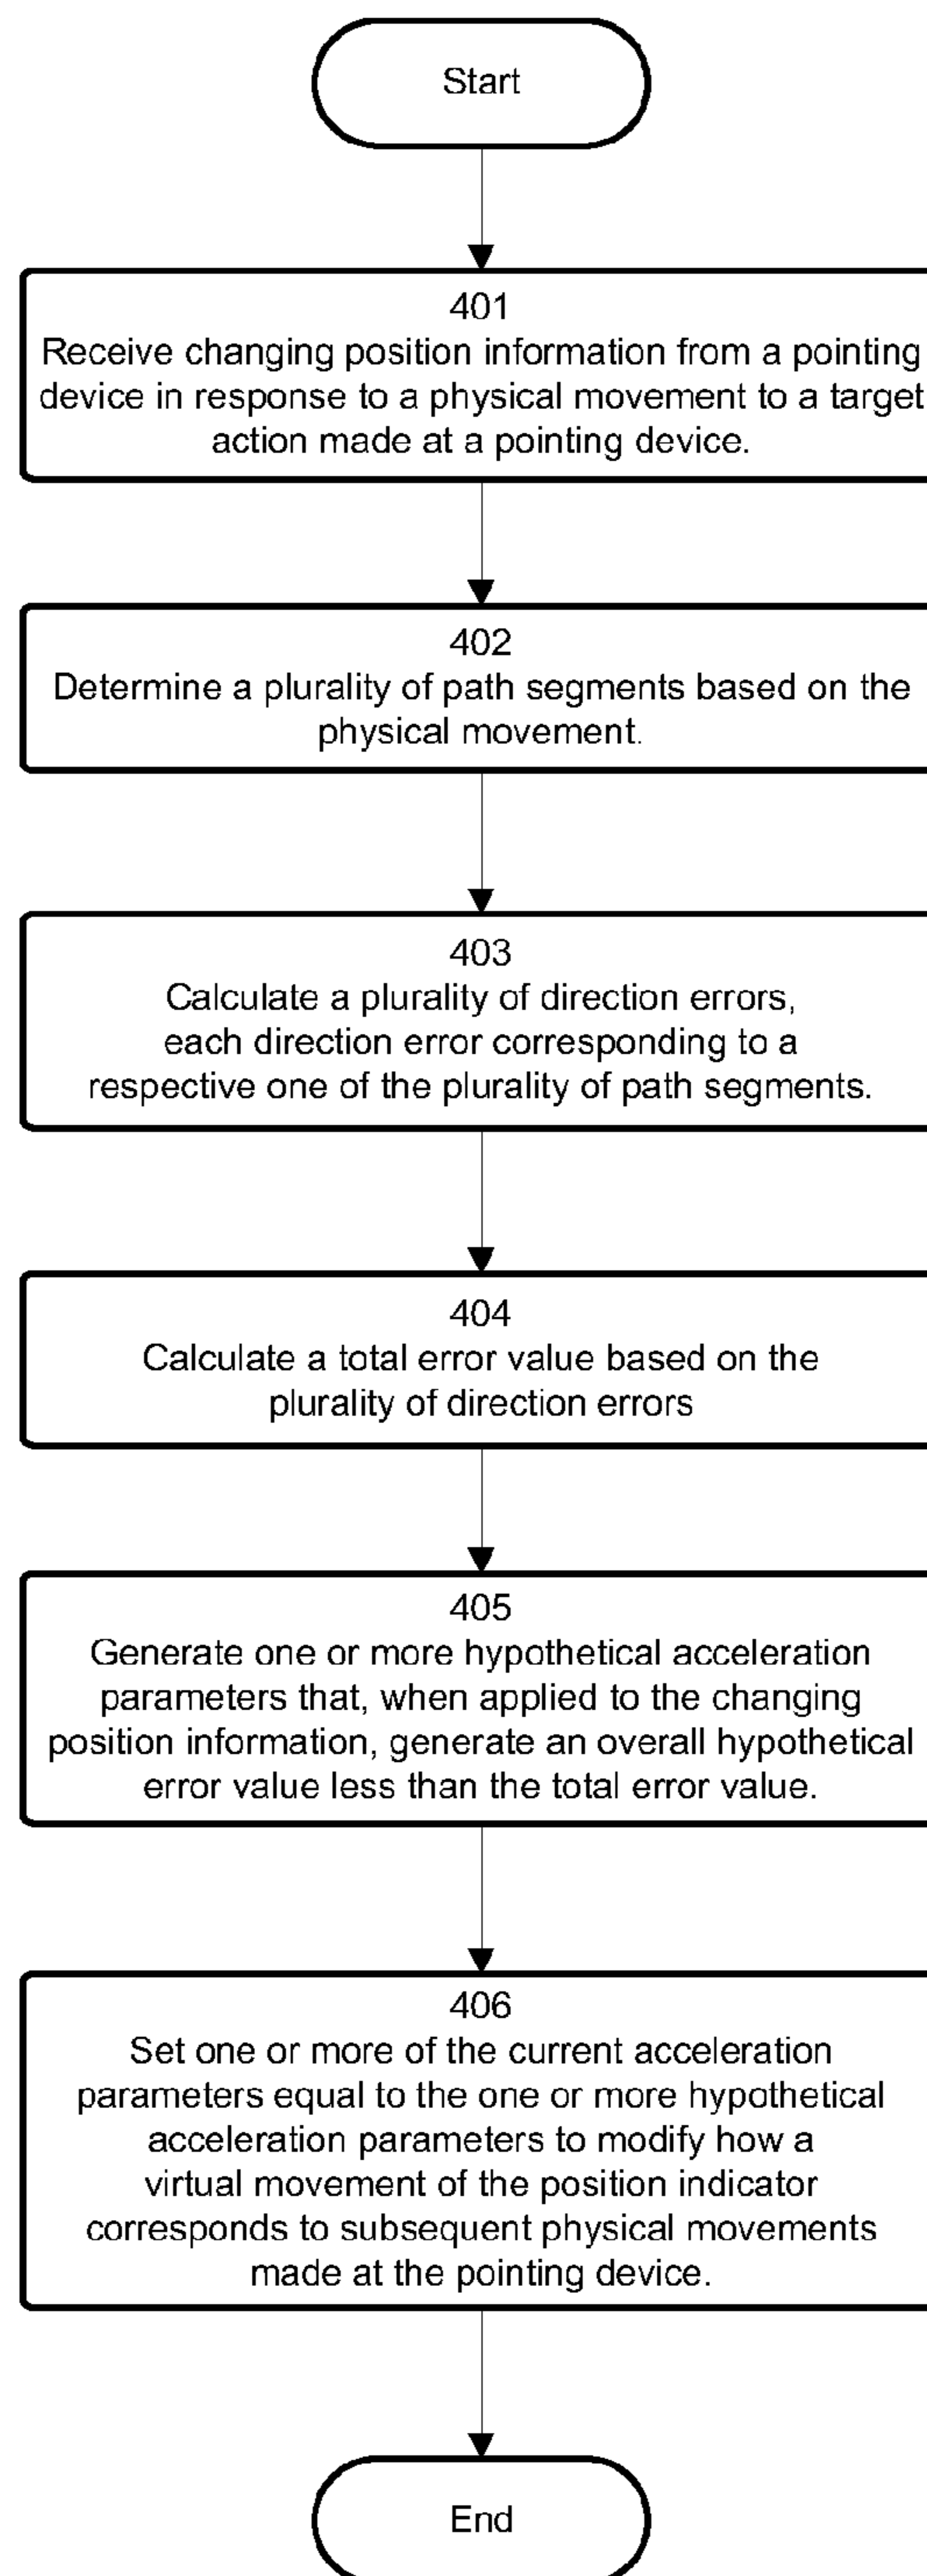 Start
401
Receive changing position information from a pointing
device in response to a physical movement to a target
action made at a pointing device.
402
Determine a plurality of path segments based on the
physical movement.
403
Calculate a plurality of direction errors,
each direction error corresponding to a
respective one of the plurality of path segments.
404
Calculate a total error value based on the
plurality of direction errors
405
Generate one or more hypothetical acceleration
parameters that, when applied to the changing
position information, generate an overall hypothetical
error value less than the total error value.
406
Set one or more of the current acceleration
parameters equal to the one or more hypothetical
acceleration parameters to modify how a
virtual movement of the position indicator
corresponds to subsequent physical movements
made at the pointing device.
End